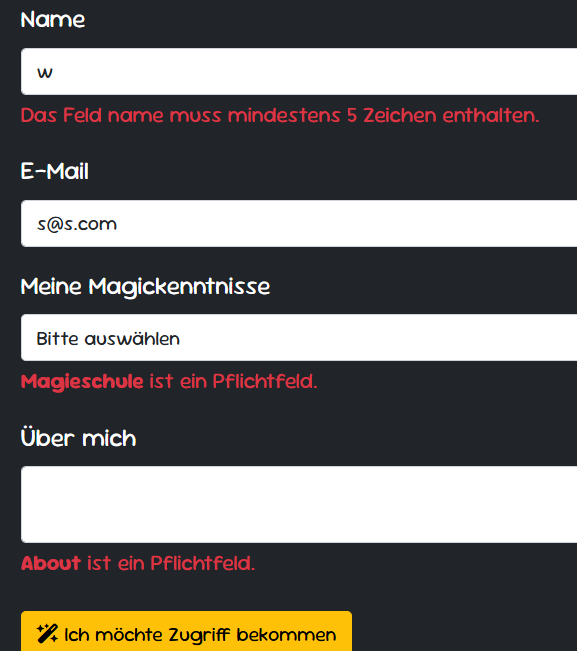 Name
w
Das Feld name muss mindestens 5 Zeichen enthalten.
E-Mail
s@s.com
Meine Magickenntnisse
Bitte auswählen
Magieschule ist ein Pflichtfeld.
Über mich
About ist ein Pflichtfeld.
Ich möchte Zugriff bekommen